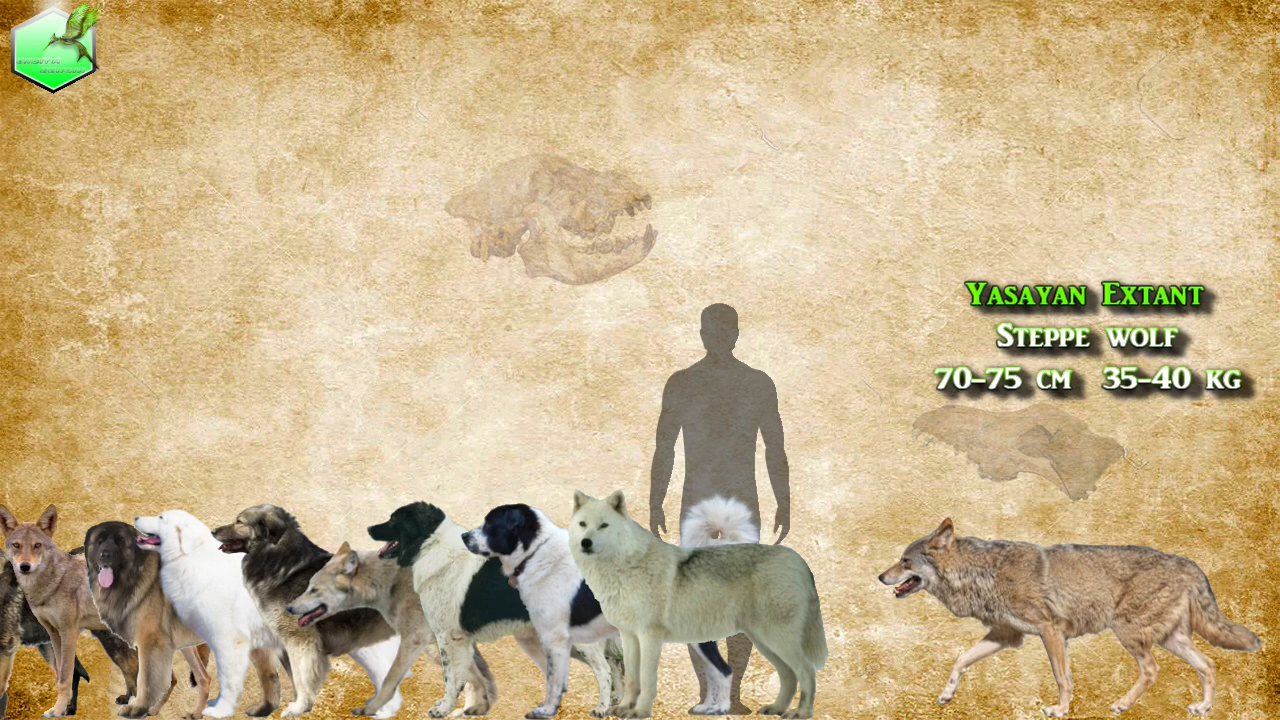 Yasayan Extant
Steppe wolf
70-75 cm 35-40 kg